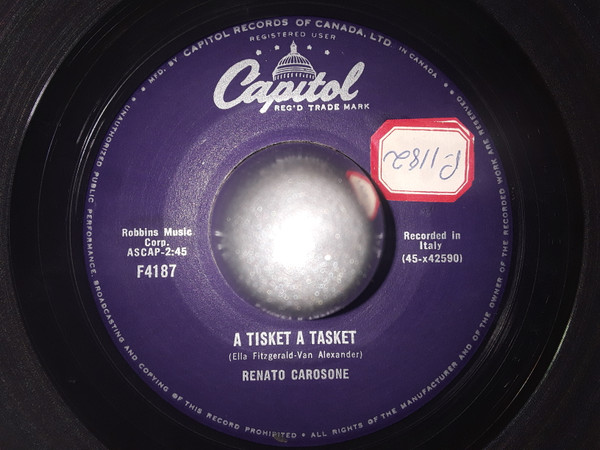 MFD. BY CAPITOL RECORDS OF CANADA, LTD. IN CANADA
REGISTERED USER
Capitol
REG'D TRADE MARK
Robbins Music
Corp.
ASCAP-2:45
F4187
Recorded in
Italy
(45-x42590)
A TISKET A TASKET
(Ella Fitzgerald-Van Alexander)
RENATO CAROSONE
UNAUTHORIZED PUBLIC PERFORMANCE, BROADCASTING AND COPYING OF THIS RECORD PROHIBITED • ALL RIGHTS OF THE MANUFACTURER AND OF THE OWNER OF THE RECORDED WORK ARE RESERVED